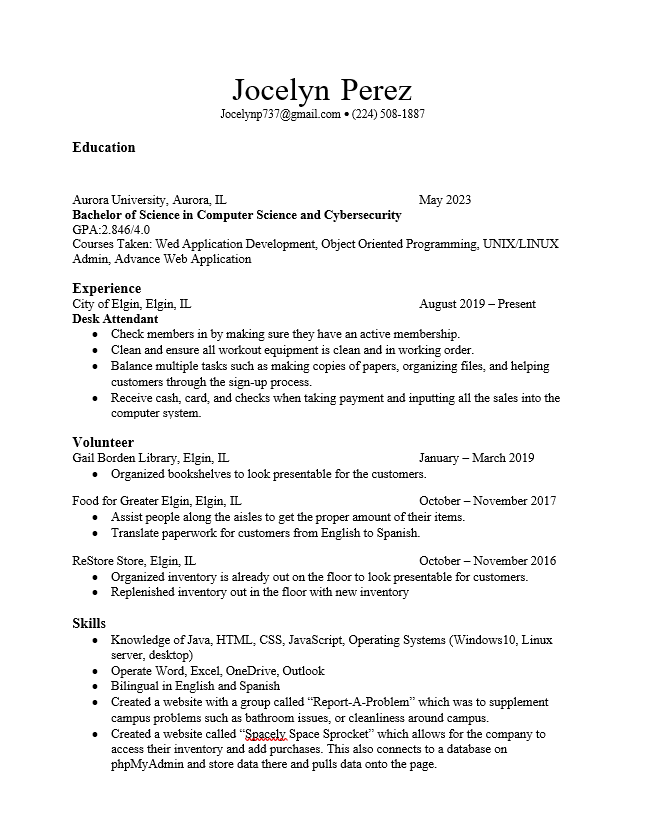 Jocelyn Perez
Jocelynp737@gmail.com • (224) 508-1887
Education
Aurora University, Aurora, IL May 2023
Bachelor of Science in Computer Science and Cybersecurity
GPA:2.846/4.0
Courses Taken: Wed Application Development, Object Oriented Programming, UNIX/LINUX
Admin, Advance Web Application
Experience
City of Elgin, Elgin, IL August 2019 – Present
Desk Attendant
• Check members in by making sure they have an active membership.
• Clean and ensure all workout equipment is clean and in working order.
• Balance multiple tasks such as making copies of papers, organizing files, and helping
customers through the sign-up process.
• Receive cash, card, and checks when taking payment and inputting all the sales into the
computer system.
Volunteer
Gail Borden Library, Elgin, IL January – March 2019
• Organized bookshelves to look presentable for the customers.
Food for Greater Elgin, Elgin, IL October – November 2017
• Assist people along the aisles to get the proper amount of their items.
• Translate paperwork for customers from English to Spanish.
ReStore Store, Elgin, IL October – November 2016
• Organized inventory is already out on the floor to look presentable for customers.
• Replenished inventory out in the floor with new inventory
Skills
• Knowledge of Java, HTML, CSS, JavaScript, Operating Systems (Windows10, Linux
server, desktop)
• Operate Word, Excel, OneDrive, Outlook
• Bilingual in English and Spanish
• Created a website with a group called “Report-A-Problem” which was to supplement
campus problems such as bathroom issues, or cleanliness around campus.
• Created a website called “Spacely Space Sprocket” which allows for the company to
access their inventory and add purchases. This also connects to a database on
phpMyAdmin and store data there and pulls data onto the page.